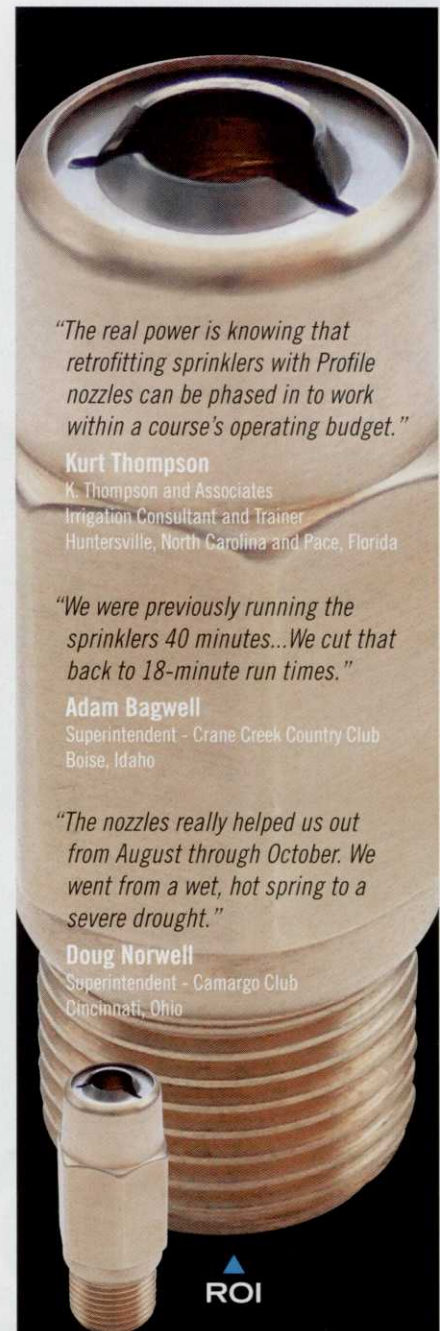 “The real power is knowing that
retrofitting sprinklers with Profile
nozzles can be phased in to work
within a course’s operating budget.”
Kurt Thompson
K. Thompson and Associates
Irrigation Consultant and Trainer
Huntersville, North Carolina and Pace, Florida
“We were previously running the
sprinklers 40 minutes...We cut that
back to 18-minute run times.”
Adam Bagwell
Superintendent - Crane Creek Country Club
Boise, Idaho
“The nozzles really helped us out
from August through October. We
went from a wet, hot spring to a
severe drought.”
Doug Norwell
Superintendent - Camargo Club
Cincinnati, Ohio
ROI